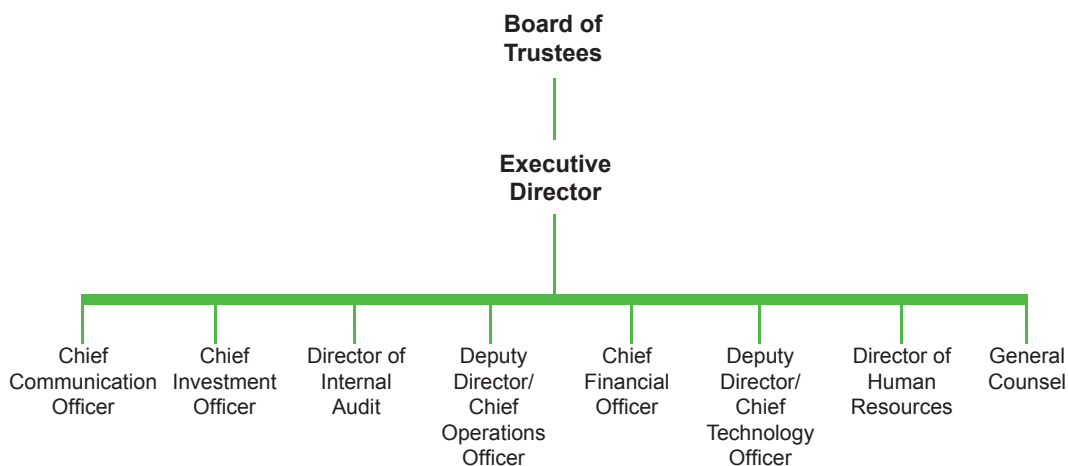 Board of
Trustees
Executive
Director
Chief
Communication
Officer
Chief
Investment
Officer
Director of
Internal
Audit
Deputy
Director/
Chief
Operations
Officer
Chief
Financial
Officer
Deputy
Director/
Chief
Technology
Officer
Director of
Human
Resources
General
Counsel